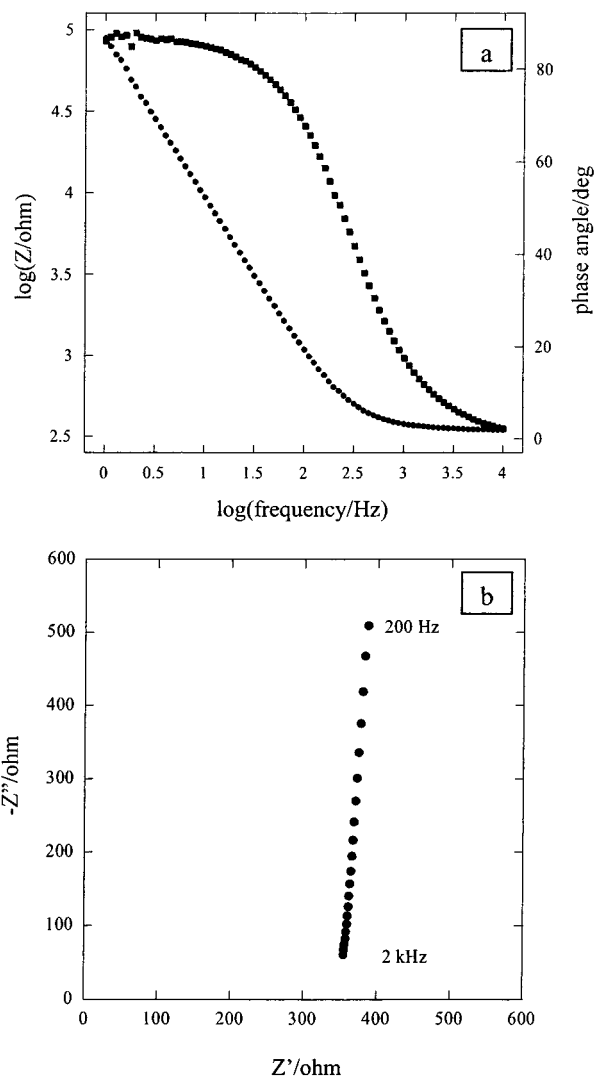 a
5
4.5
4
3.5
3
2.5
80
60
40
20
0
log(Z/ohm)
phase angle/deg
0 0.5 1 1.5 2 2.5 3 3.5 4
log(frequency/Hz)
b
600
500
400
300
200
100
0
200 Hz
2 kHz
-Z"/ohm
0 100 200 300 400 500 600
Z'/ohm